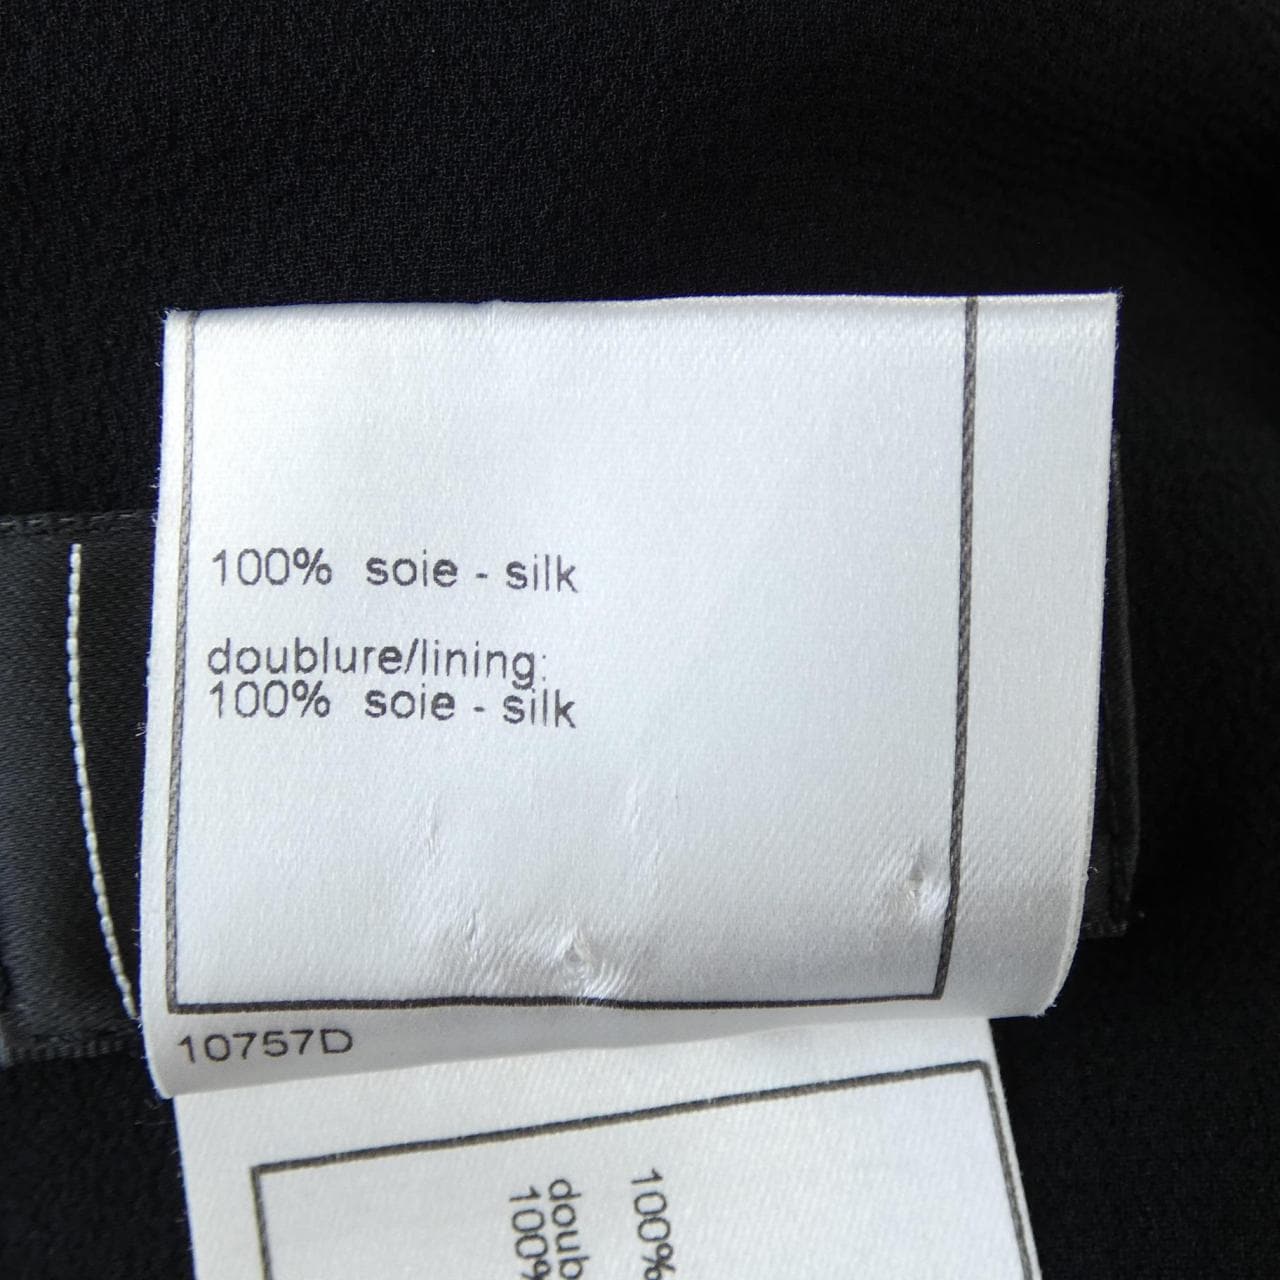 100% soie - silk
doublure/lining:
100% soie - silk
10757D
100%
doub
100%